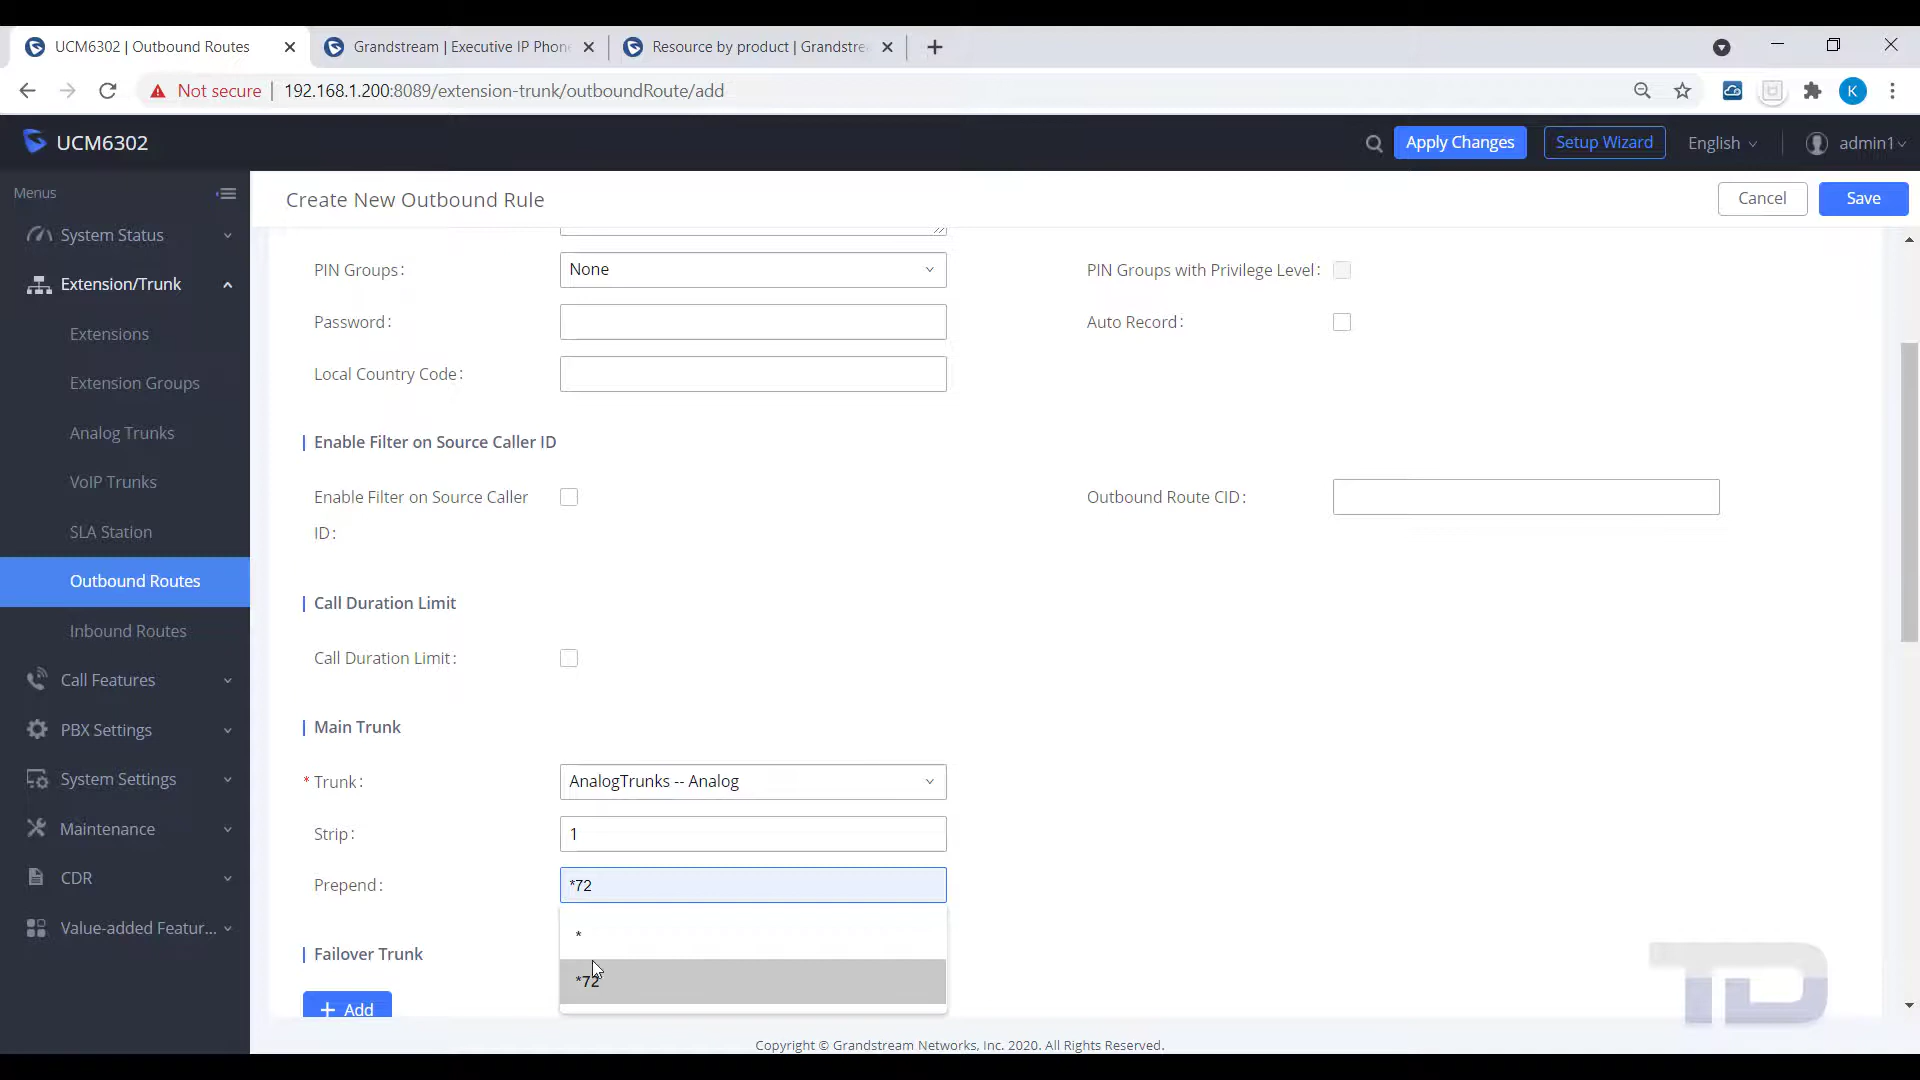 UCM6302 | Outbound Routes
Grandstream | Executive IP Phon
Resource by product | Grandstre
Not secure
192.168.1.200:8089/extension-trunk/outboundRoute/add
K
UCM6302
Apply Changes
Setup Wizard
English
admin1
Menus
System Status
Extension/Trunk
Extensions
Extension Groups
Analog Trunks
VoIP Trunks
SLA Station
Outbound Routes
Inbound Routes
Call Features
PBX Settings
System Settings
Maintenance
CDR
Value-added Featur...
Create New Outbound Rule
Cancel
Save
PIN Groups:
None
PIN Groups with Privilege Level:
Password:
Auto Record:
Local Country Code:
Enable Filter on Source Caller ID
Enable Filter on Source Caller
ID:
Outbound Route CID:
Call Duration Limit
Call Duration Limit:
Main Trunk
* Trunk:
AnalogTrunks -- Analog
Strip:
1
Prepend:
*72
*
*72
Failover Trunk
+ Add
TD
Copyright © Grandstream Networks, Inc. 2020. All Rights Reserved.